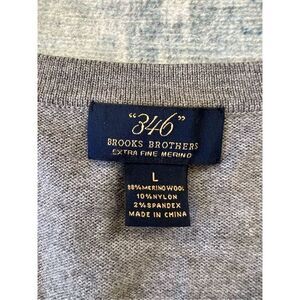 "346"
BROOKS BROTHERS
EXTRA FINE MERINO
L
88% MERINO WOOL
10% NYLON
2% SPANDEX
MADE IN CHINA